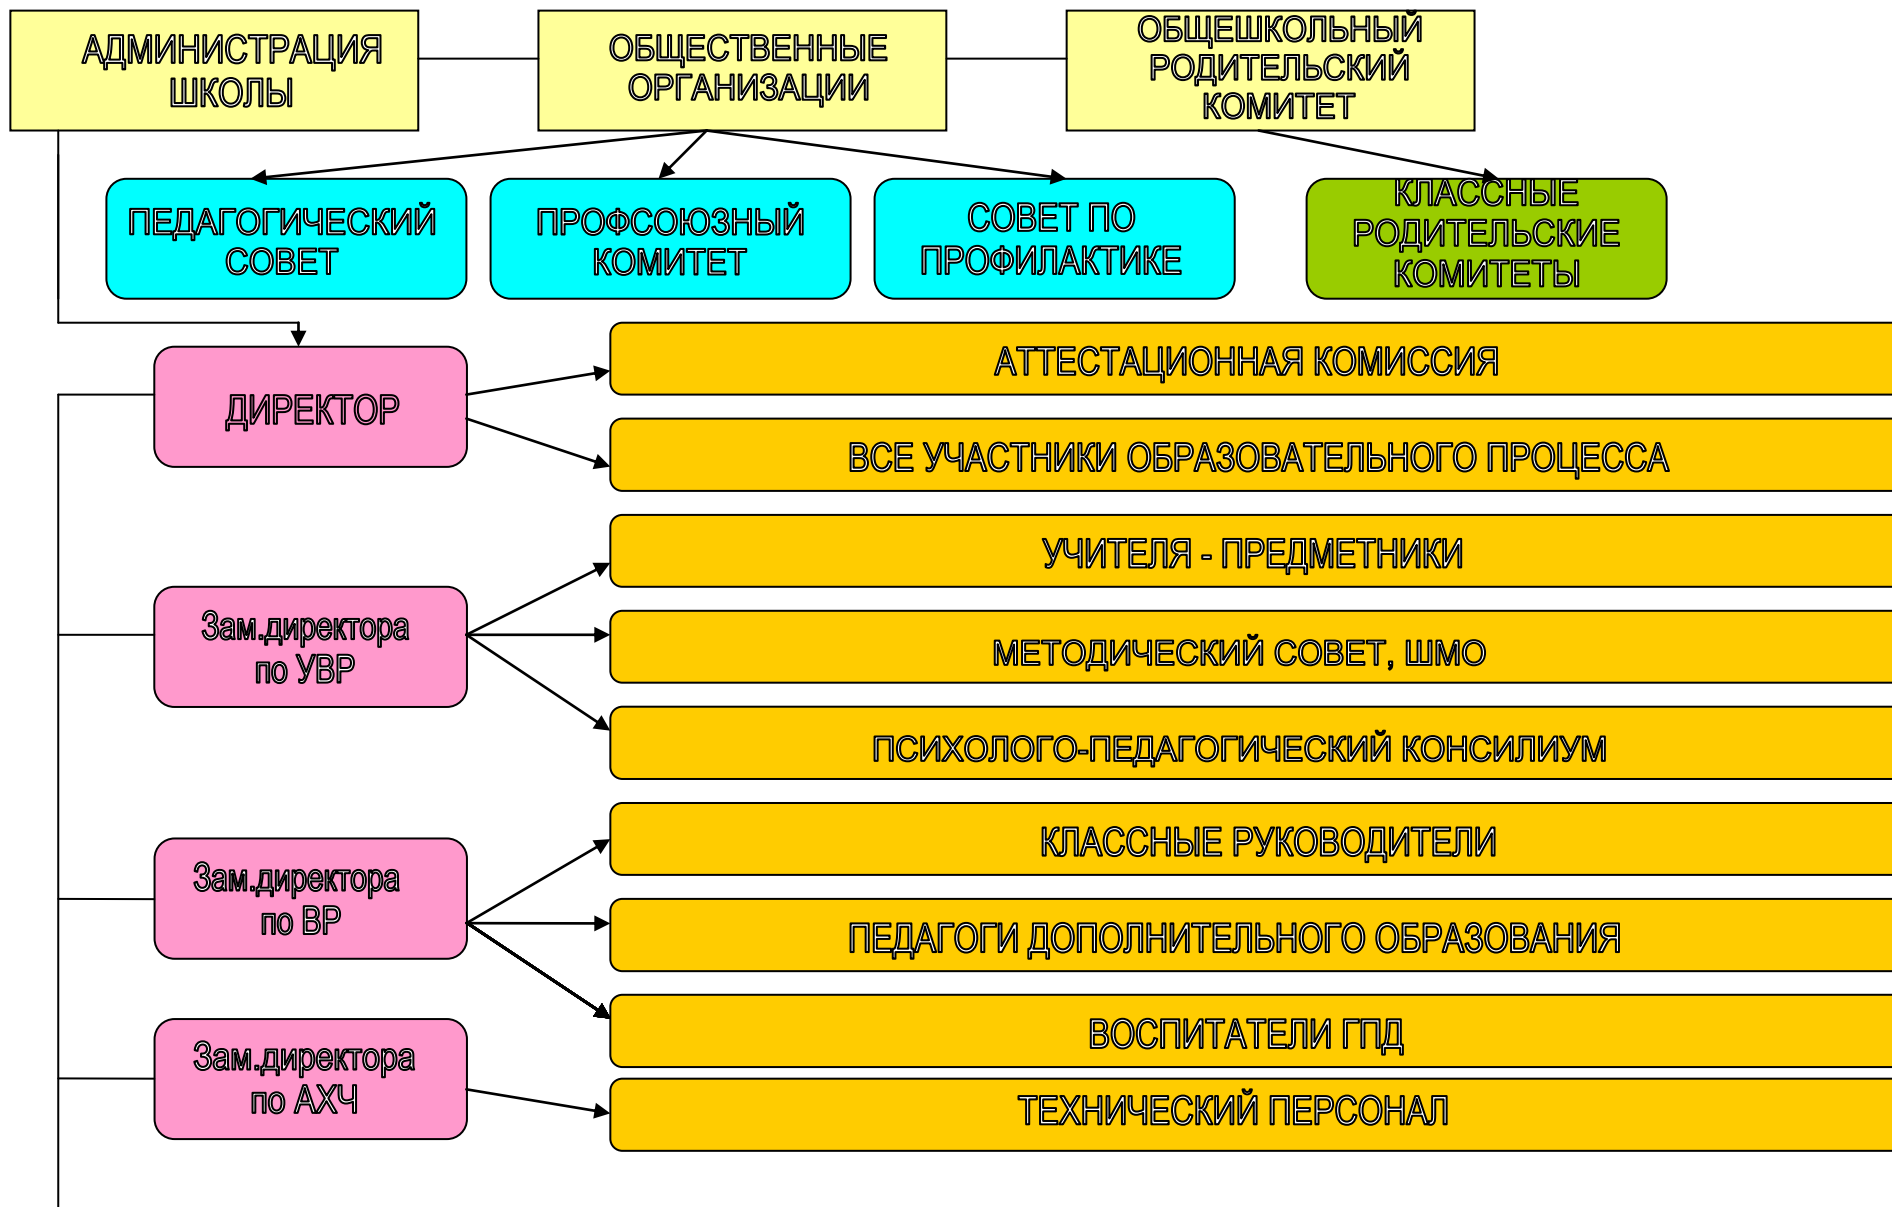 АДМИНИСТРАЦИЯ
ШКОЛЫ
ОБЩЕСТВЕННЫЕ
ОРГАНИЗАЦИИ
ОБЩЕШКОЛЬНЫЙ
РОДИТЕЛЬСКИЙ
КОМИТЕТ
ПЕДАГОГИЧЕСКИЙ
СОВЕТ
ПРОФСОЮЗНЫЙ
КОМИТЕТ
СОВЕТ ПО
ПРОФИЛАКТИКЕ
КЛАССНЫЕ
РОДИТЕЛЬСКИЕ
КОМИТЕТЫ
ДИРЕКТОР
АТТЕСТАЦИОННАЯ КОМИССИЯ
ВСЕ УЧАСТНИКИ ОБРАЗОВАТЕЛЬНОГО ПРОЦЕССА
Зам.директора
по УВР
УЧИТЕЛЯ - ПРЕДМЕТНИКИ
МЕТОДИЧЕСКИЙ СОВЕТ, ШМО
ПСИХОЛОГО-ПЕДАГОГИЧЕСКИЙ КОНСИЛИУМ
Зам.директора
по ВР
КЛАССНЫЕ РУКОВОДИТЕЛИ
ПЕДАГОГИ ДОПОЛНИТЕЛЬНОГО ОБРАЗОВАНИЯ
ВОСПИТАТЕЛИ ГПД
Зам.директора
по АХЧ
ТЕХНИЧЕСКИЙ ПЕРСОНАЛ